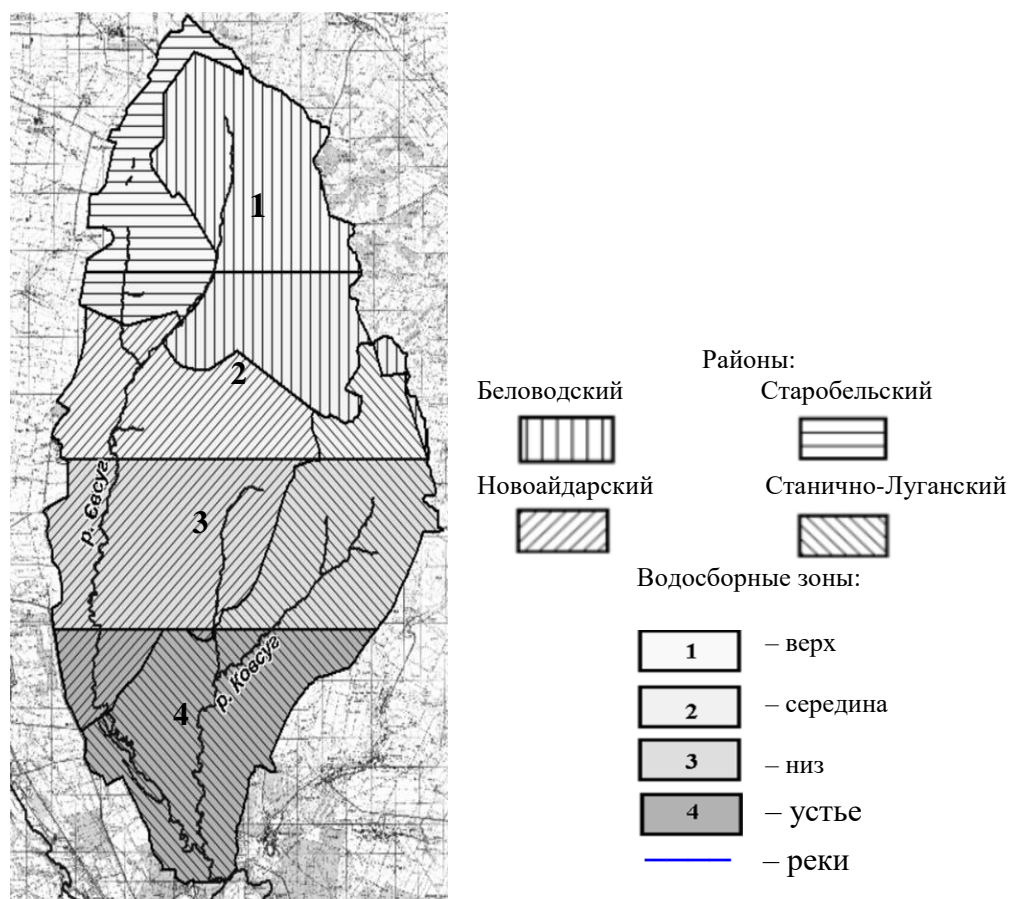 1
2
р. Євсуг
3
р. Ковсуг
4
Районы:
Беловодский
Старобельский
Новоайдарский
Станично-Луганский
Водосборные зоны:
1 – верх
2 – середина
3 – низ
4 – устье
– реки